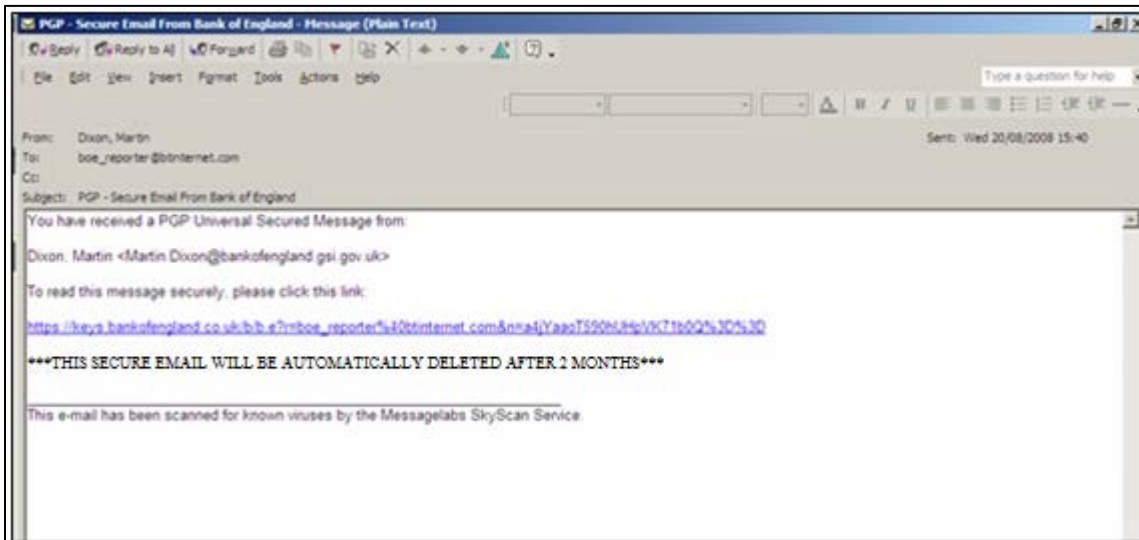 PGP - Secure Email From Bank of England - Message (Plain Text)
Reply Reply to All Forward
File Edit View Insert Format Tools Actions Help Type a question for help
A B I U
From: Dixon, Martin Sent: Wed 20/08/2008 15:40
To: boe_reporter@btinternet.com
Cc:
Subject: PGP - Secure Email From Bank of England
You have received a PGP Universal Secured Message from:
Dixon, Martin <Martin.Dixon@bankofengland.gsi.gov.uk>
To read this message securely, please click this link:
***THIS SECURE EMAIL WILL BE AUTOMATICALLY DELETED AFTER 2 MONTHS***
This e-mail has been scanned for known viruses by the Messagelabs SkyScan Service.